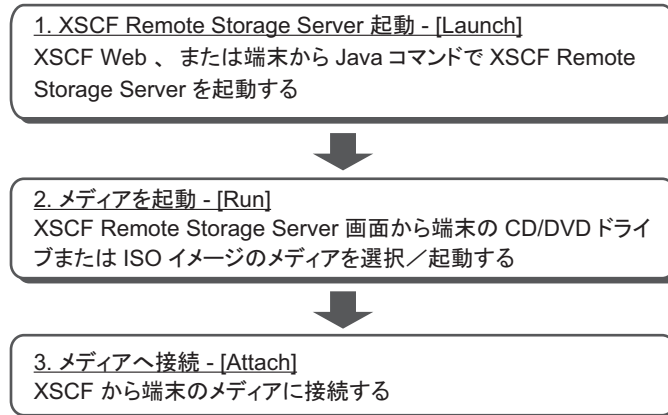 1. XSCF Remote Storage Server 起動 - [Launch]
XSCF Web 、 または端末から Java コマンドで XSCF Remote
Storage Server を起動する
2. メディアを起動 - [Run]
XSCF Remote Storage Server 画面から端末の CD/DVD ドライ
ブまたは ISO イメージのメディアを選択／起動する
3. メディアへ接続 - [Attach]
XSCF から端末のメディアに接続する